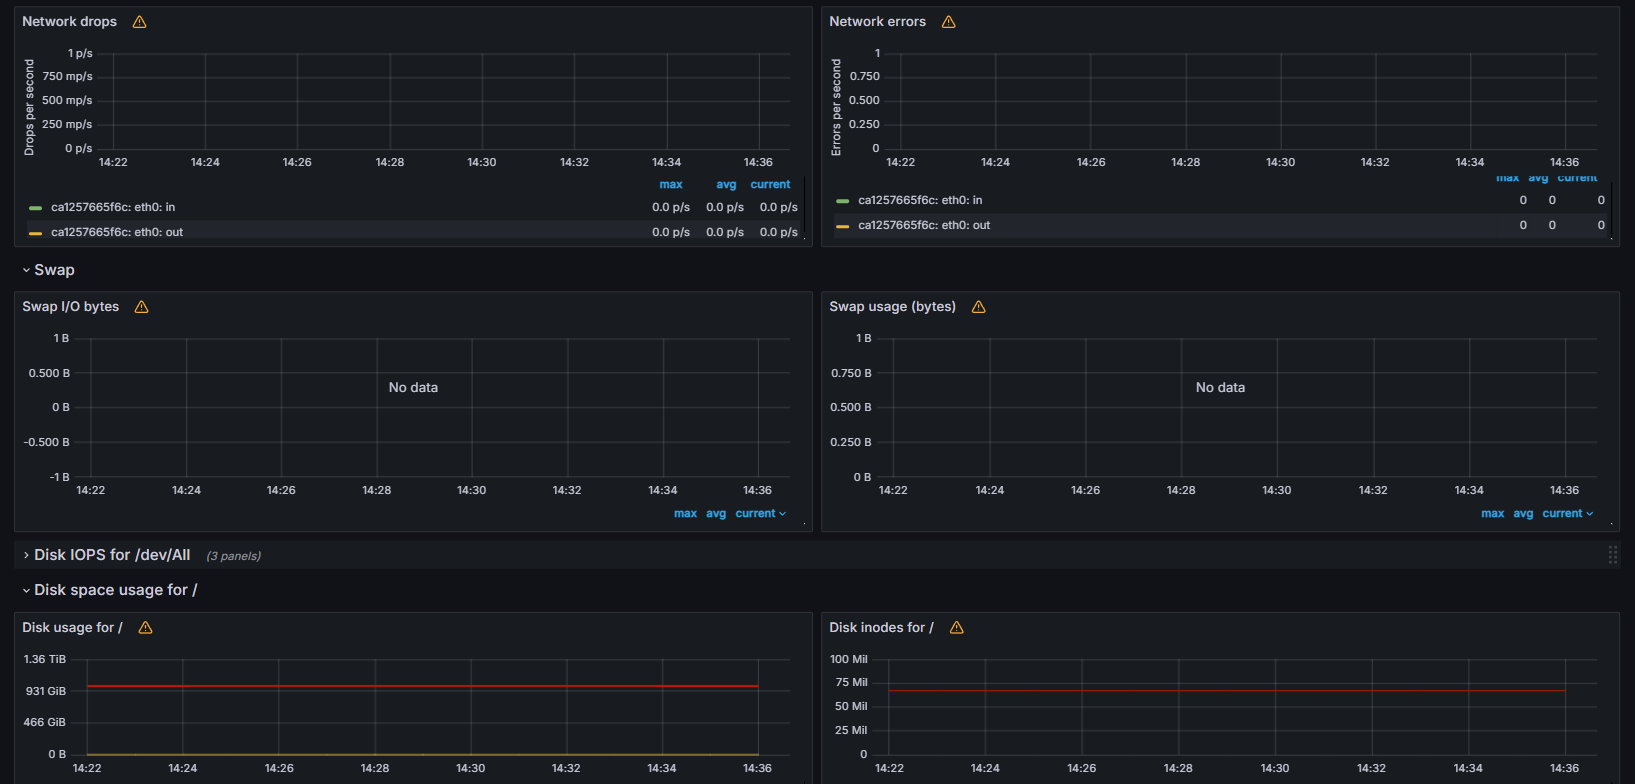 Network drops
Drops per second
1 p/s
750 mp/s
500 mp/s
250 mp/s
0 p/s
14:22 14:24 14:26 14:28 14:30 14:32 14:34 14:36
max avg current
ca1257665f6c: eth0: in 0.0 p/s 0.0 p/s 0.0 p/s
ca1257665f6c: eth0: out 0.0 p/s 0.0 p/s 0.0 p/s
Network errors
Errors per second
1
0.750
0.500
0.250
0
14:22 14:24 14:26 14:28 14:30 14:32 14:34 14:36
max avg current
ca1257665f6c: eth0: in 0 0 0
ca1257665f6c: eth0: out 0 0 0
Swap
Swap I/O bytes
1 B
0.500 B
0 B
-0.500 B
-1 B
No data
14:22 14:24 14:26 14:28 14:30 14:32 14:34 14:36
max avg current
Swap usage (bytes)
1 B
0.750 B
0.500 B
0.250 B
0 B
No data
14:22 14:24 14:26 14:28 14:30 14:32 14:34 14:36
max avg current
Disk IOPS for /dev/All (3 panels)
Disk space usage for /
Disk usage for /
1.36 TiB
931 GiB
466 GiB
0 B
14:22 14:24 14:26 14:28 14:30 14:32 14:34 14:36
Disk inodes for /
100 Mil
75 Mil
50 Mil
25 Mil
0
14:22 14:24 14:26 14:28 14:30 14:32 14:34 14:36